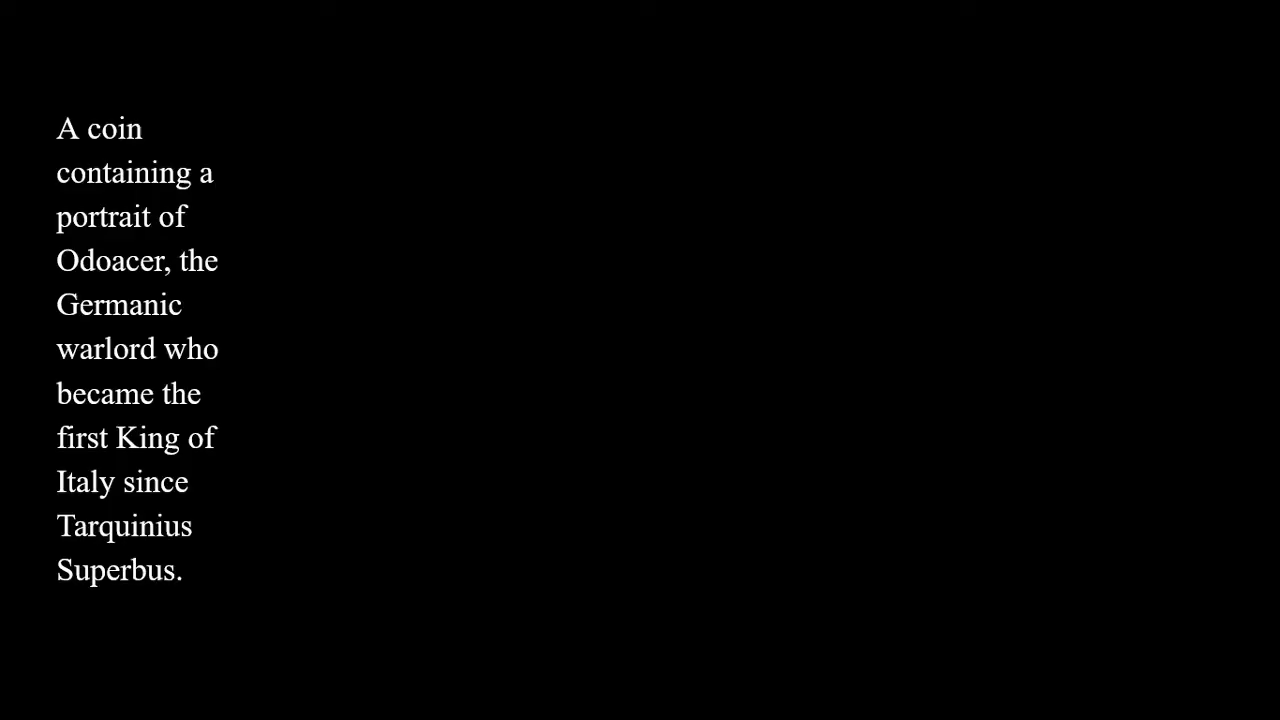 A coin
containing a
portrait of
Odoacer, the
Germanic
warlord who
became the
first King of
Italy since
Tarquinius
Superbus.